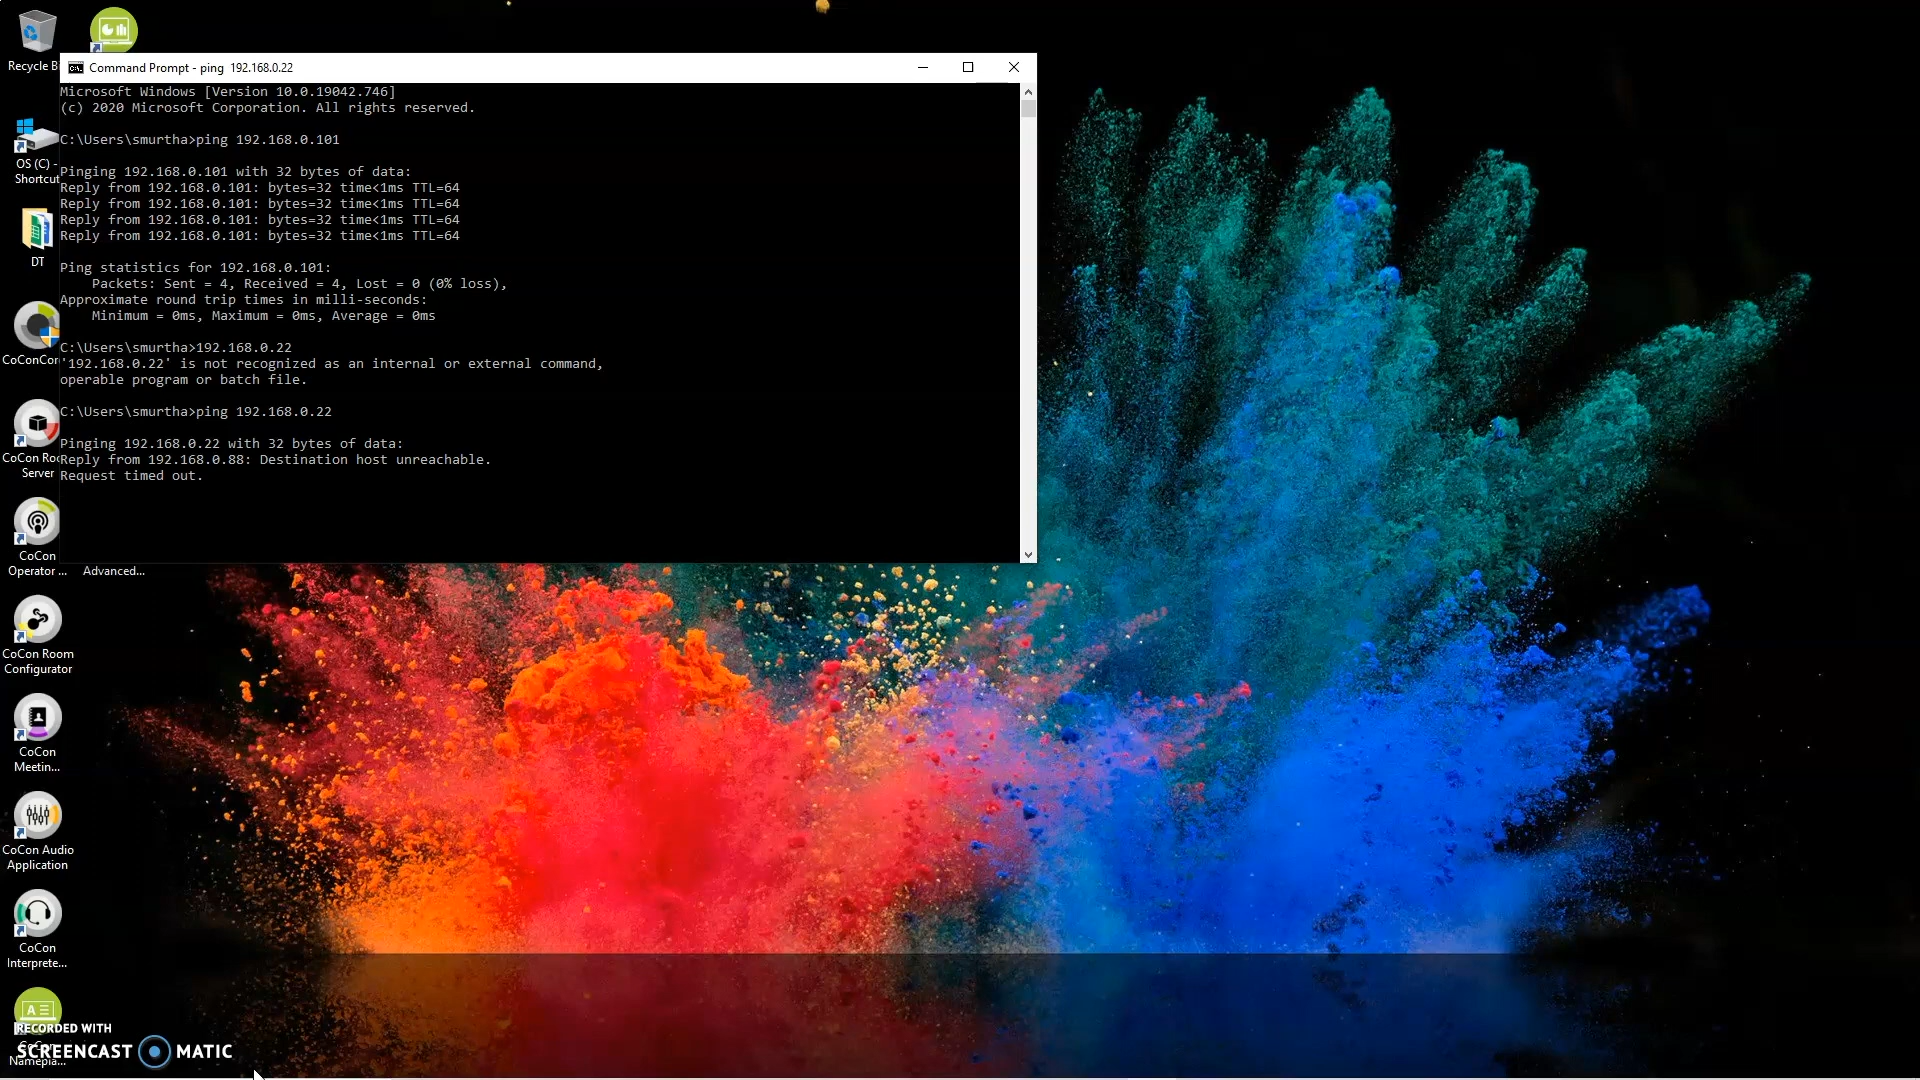 Recycle B
Command Prompt - ping 192.168.0.22
Microsoft Windows [Version 10.0.19042.746]
(c) 2020 Microsoft Corporation. All rights reserved.
C:\Users\smurtha>ping 192.168.0.101
Pinging 192.168.0.101 with 32 bytes of data:
Reply from 192.168.0.101: bytes=32 time<1ms TTL=64
Reply from 192.168.0.101: bytes=32 time<1ms TTL=64
Reply from 192.168.0.101: bytes=32 time<1ms TTL=64
Reply from 192.168.0.101: bytes=32 time<1ms TTL=64
Ping statistics for 192.168.0.101:
Packets: Sent = 4, Received = 4, Lost = 0 (0% loss),
Approximate round trip times in milli-seconds:
Minimum = 0ms, Maximum = 0ms, Average = 0ms
C:\Users\smurtha>192.168.0.22
'192.168.0.22' is not recognized as an internal or external command,
operable program or batch file.
C:\Users\smurtha>ping 192.168.0.22
Pinging 192.168.0.22 with 32 bytes of data:
Reply from 192.168.0.88: Destination host unreachable.
Request timed out.
OS (C) -
Shortcut
DT
CoConCon
CoCon Roo
Server
CoCon
Operator ...
Advanced...
CoCon Room
Configurator
CoCon
Meetin...
CoCon Audio
Application
CoCon
Interprete...
CoCon
Namepla...
RECORDED WITH
SCREENCAST MATIC